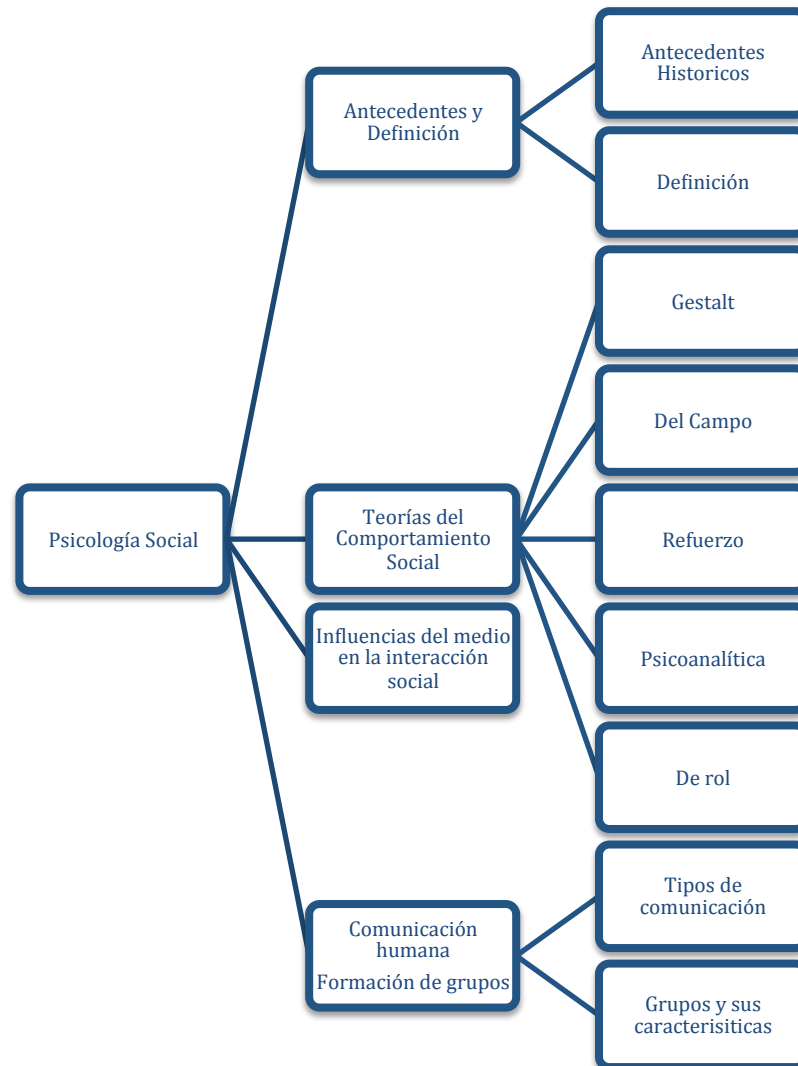 Psicología Social
Antecedentes y
Definición
Antecedentes
Historicos
Definición
Teorías del
Comportamiento
Social
Gestalt
Del Campo
Refuerzo
Psicoanalítica
De rol
Influencias del medio
en la interacción
social
Comunicación
humana
Formación de grupos
Tipos de
comunicación
Grupos y sus
caracterisiticas